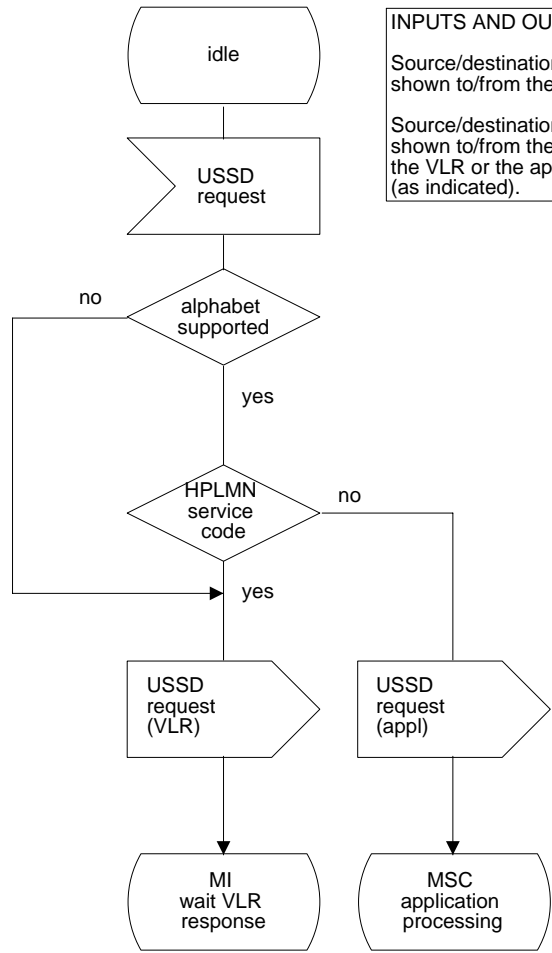 idle
INPUTS AND OU
Source/destination
shown to/from the
Source/destination
shown to/from the
the VLR or the ap
(as indicated).
USSD
request
no
alphabet
supported
yes
HPLMN
service
code
no
yes
USSD
request
(VLR)
USSD
request
(appl)
MI
wait VLR
response
MSC
application
processing